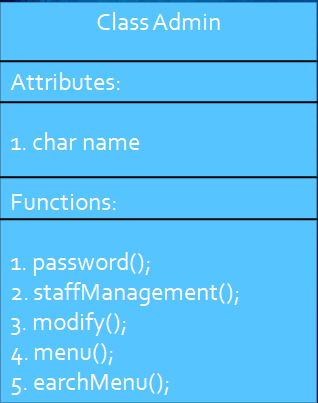 Class Admin
Attributes:
1. char name
Functions:
1. password();
2. staffManagement();
3. modify();
4. menu();
5. earchMenu();